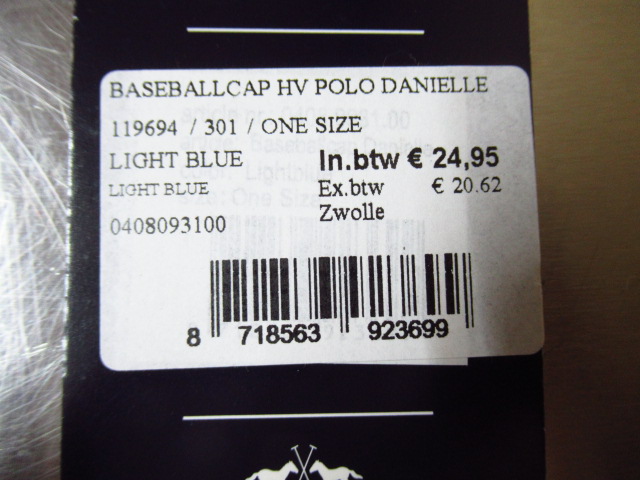 BASEBALLCAP HV POLO DANIELLE
119694 / 301 / ONE SIZE
LIGHT BLUE In.btw € 24,95
LIGHT BLUE Ex.btw € 20.62
Zwolle
0408093100
8 718563 923699